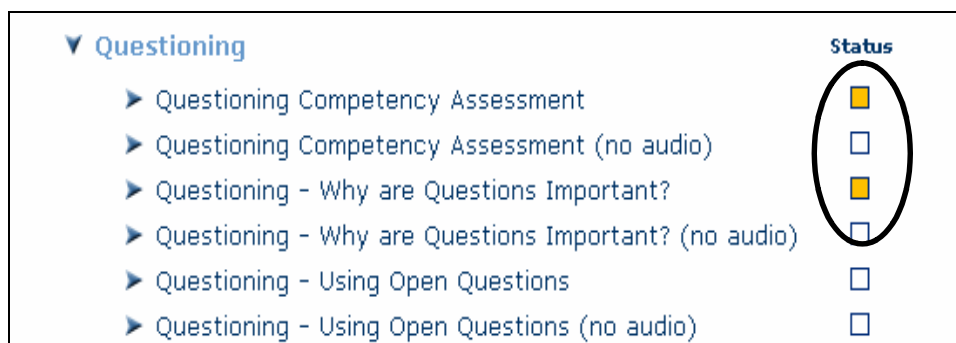 Questioning
Status
Questioning Competency Assessment
Questioning Competency Assessment (no audio)
Questioning - Why are Questions Important?
Questioning - Why are Questions Important? (no audio)
Questioning - Using Open Questions
Questioning - Using Open Questions (no audio)